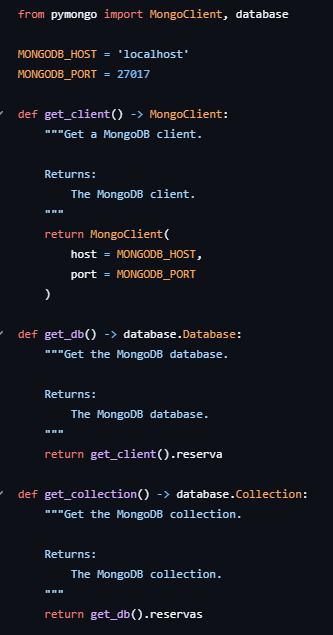 from pymongo import MongoClient, database
MONGODB_HOST = 'localhost'
MONGODB_PORT = 27017
def get_client() -> MongoClient:
    """Get a MongoDB client.
    Returns:
        The MongoDB client.
    """
    return MongoClient(
        host = MONGODB_HOST,
        port = MONGODB_PORT
    )
def get_db() -> database.Database:
    """Get the MongoDB database.
    Returns:
        The MongoDB database.
    """
    return get_client().reserva
def get_collection() -> database.Collection:
    """Get the MongoDB collection.
    Returns:
        The MongoDB collection.
    """
    return get_db().reservas